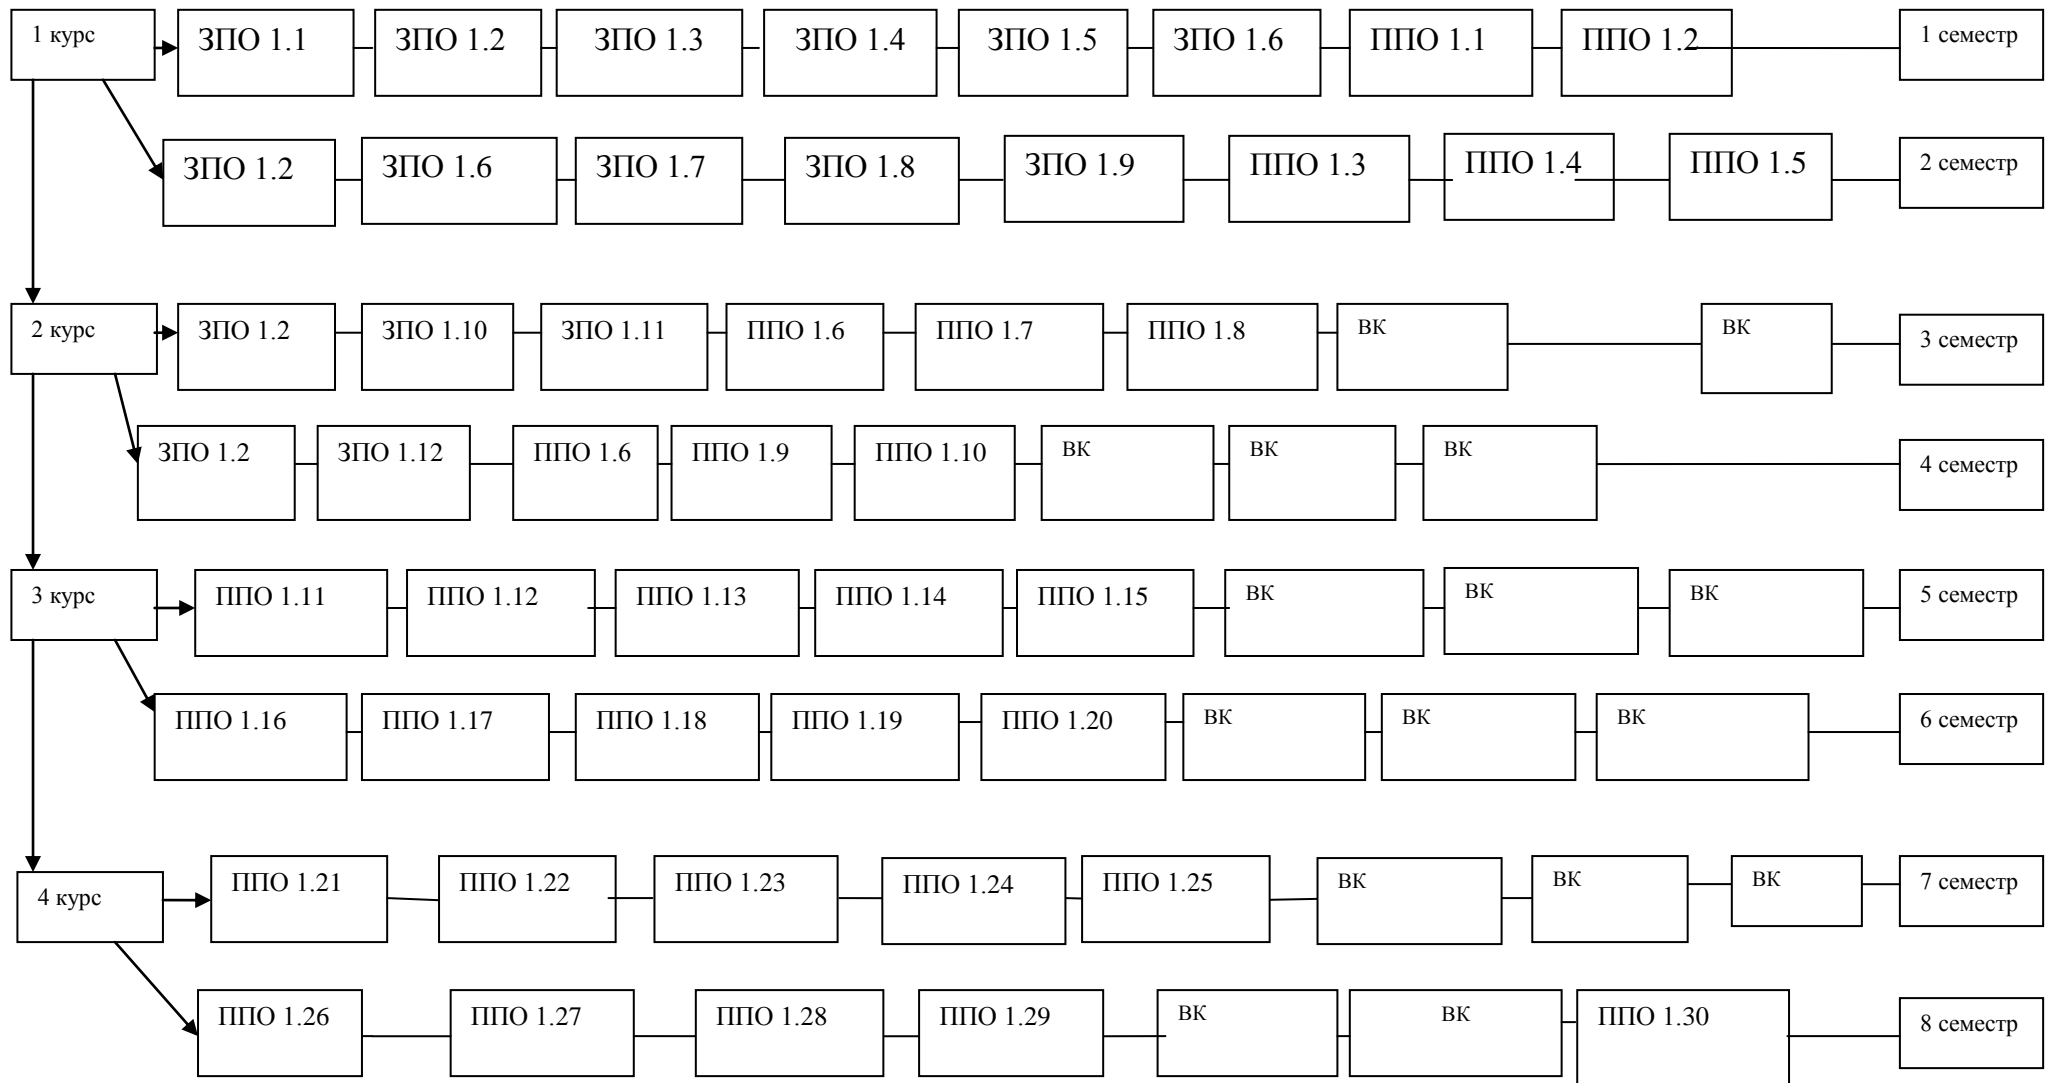 1 курс ЗПО 1.1 ЗПО 1.2 ЗПО 1.3 ЗПО 1.4 ЗПО 1.5 ЗПО 1.6 ППО 1.1 ППО 1.2 1 семестр
ЗПО 1.2 ЗПО 1.6 ЗПО 1.7 ЗПО 1.8 ЗПО 1.9 ППО 1.3 ППО 1.4 ППО 1.5 2 семестр
2 курс ЗПО 1.2 ЗПО 1.10 ЗПО 1.11 ППО 1.6 ППО 1.7 ППО 1.8 ВК ВК 3 семестр
ЗПО 1.2 ЗПО 1.12 ППО 1.6 ППО 1.9 ППО 1.10 ВК ВК ВК 4 семестр
3 курс ППО 1.11 ППО 1.12 ППО 1.13 ППО 1.14 ППО 1.15 ВК ВК ВК 5 семестр
ППО 1.16 ППО 1.17 ППО 1.18 ППО 1.19 ППО 1.20 ВК ВК ВК 6 семестр
4 курс ППО 1.21 ППО 1.22 ППО 1.23 ППО 1.24 ППО 1.25 ВК ВК ВК 7 семестр
ППО 1.26 ППО 1.27 ППО 1.28 ППО 1.29 ВК ВК ППО 1.30 8 семестр